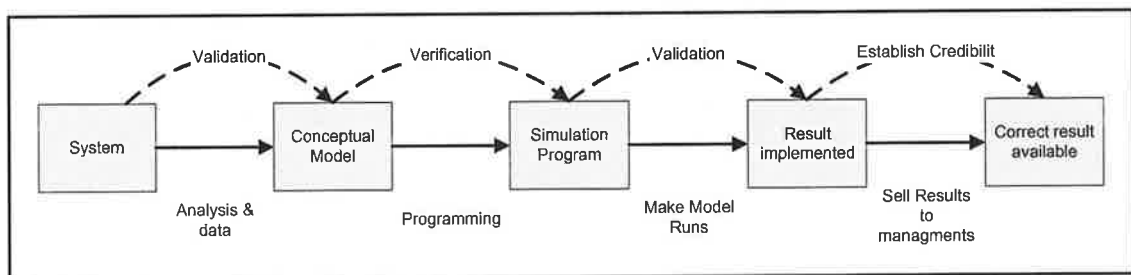 Validation
Verification
Validation
Establish Credibilit
System
Conceptual
Model
Simulation
Program
Result
implemented
Correct result
available
Analysis &
data
Programming
Make Model
Runs
Sell Results
to
managments